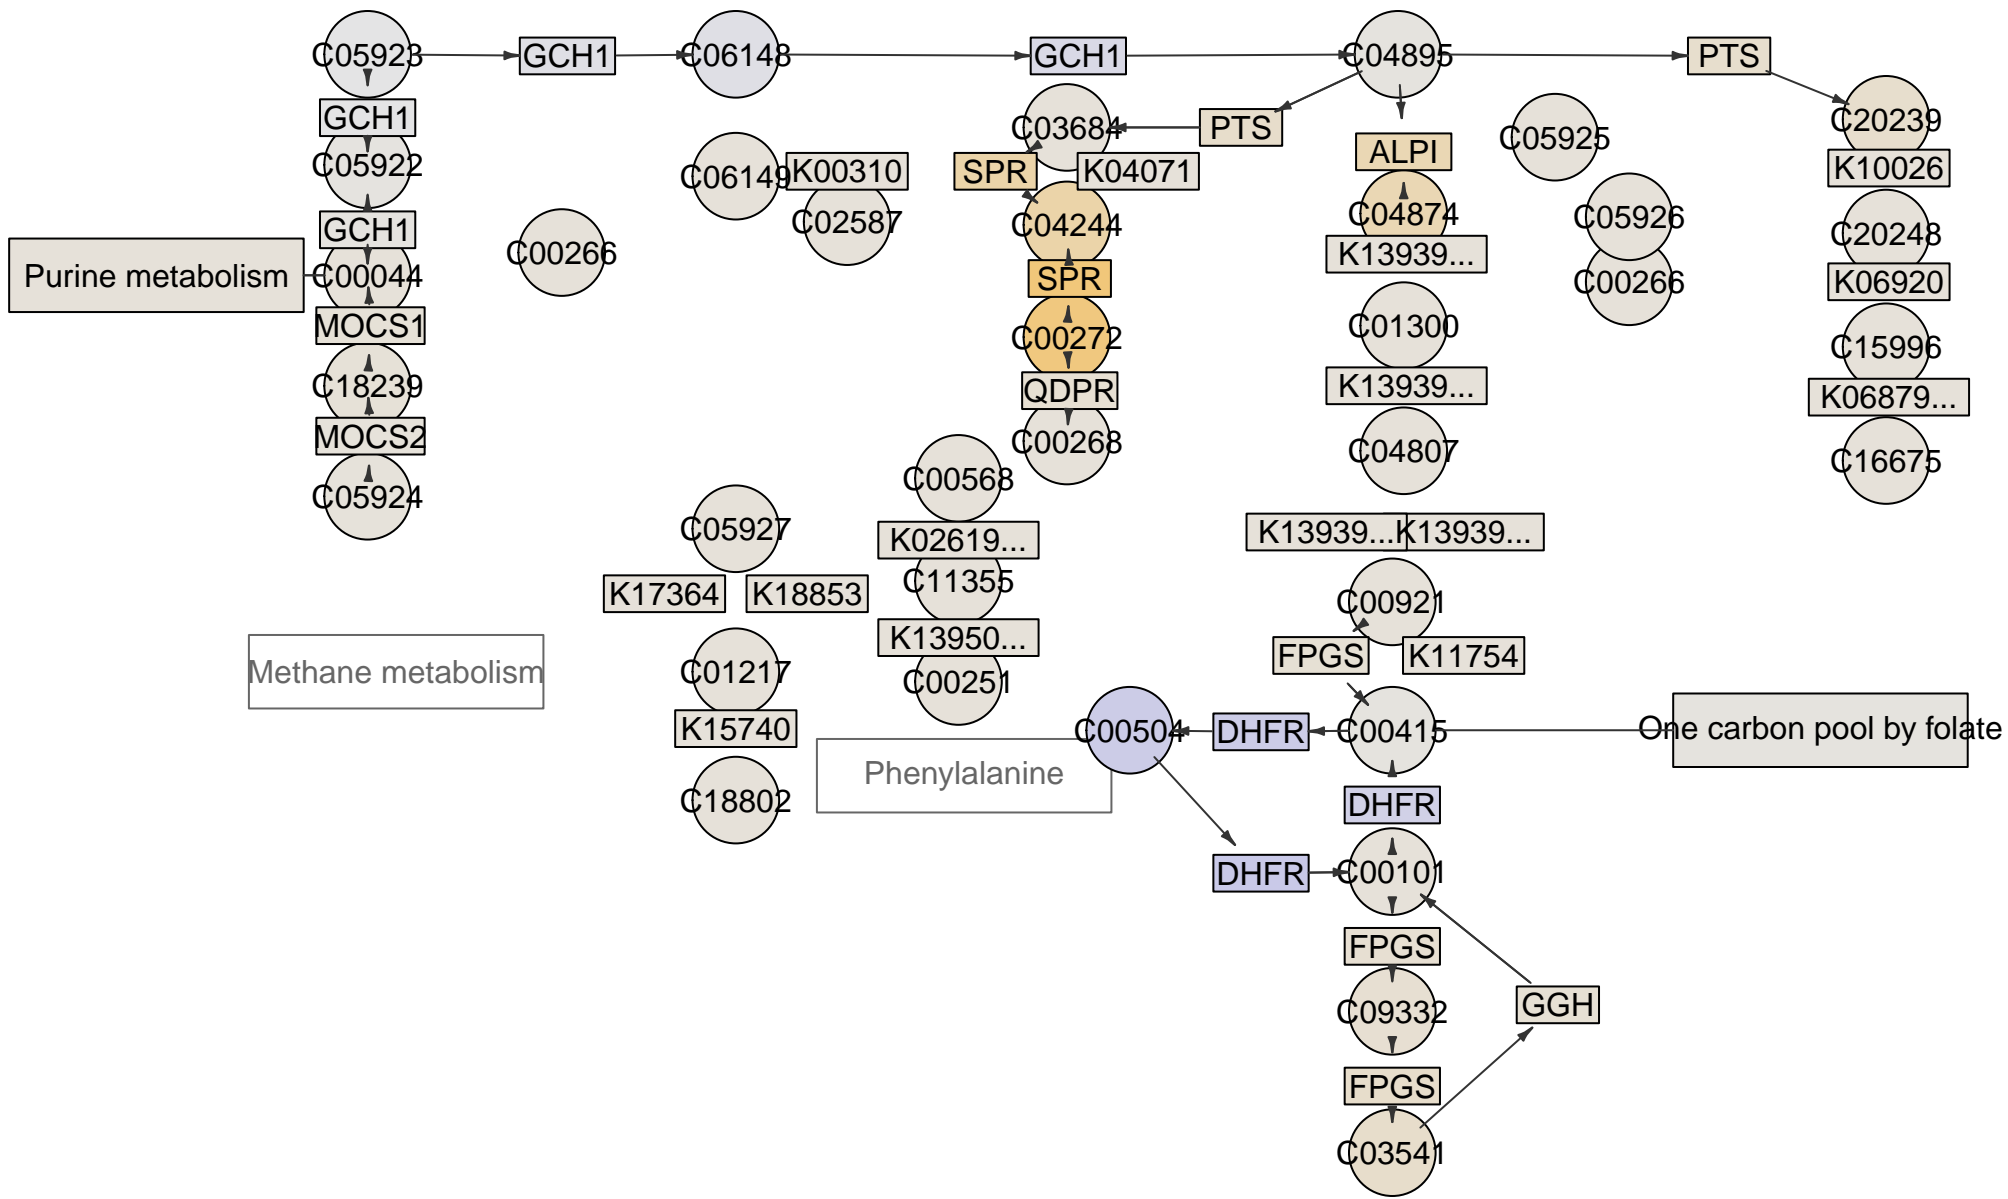 C05923
GCH1
C06148
GCH1
C04895
PTS
GCH1
C03684
PTS
C20239
C05922
C06149
K00310
SPR
K04071
ALPI
C05925
K10026
GCH1
C02587
C04244
C04874
C05926
C20248
Purine metabolism
C00044
C00266
SPR
K13939...
C00266
K06920
MOCS1
C00272
C01300
C15996
C18239
QDPR
K13939...
K06879...
MOCS2
C00268
C04807
C16675
C05924
C00568
C05927
K02619...
K13939...
K13939...
K17364
K18853
C11355
C00921
Methane metabolism
C01217
K13950...
FPGS
K11754
C00251
K15740
C00504
DHFR
C00415
One carbon pool by folate
Phenylalanine
C18802
DHFR
DHFR
C00101
FPGS
C09332
GGH
FPGS
C03541